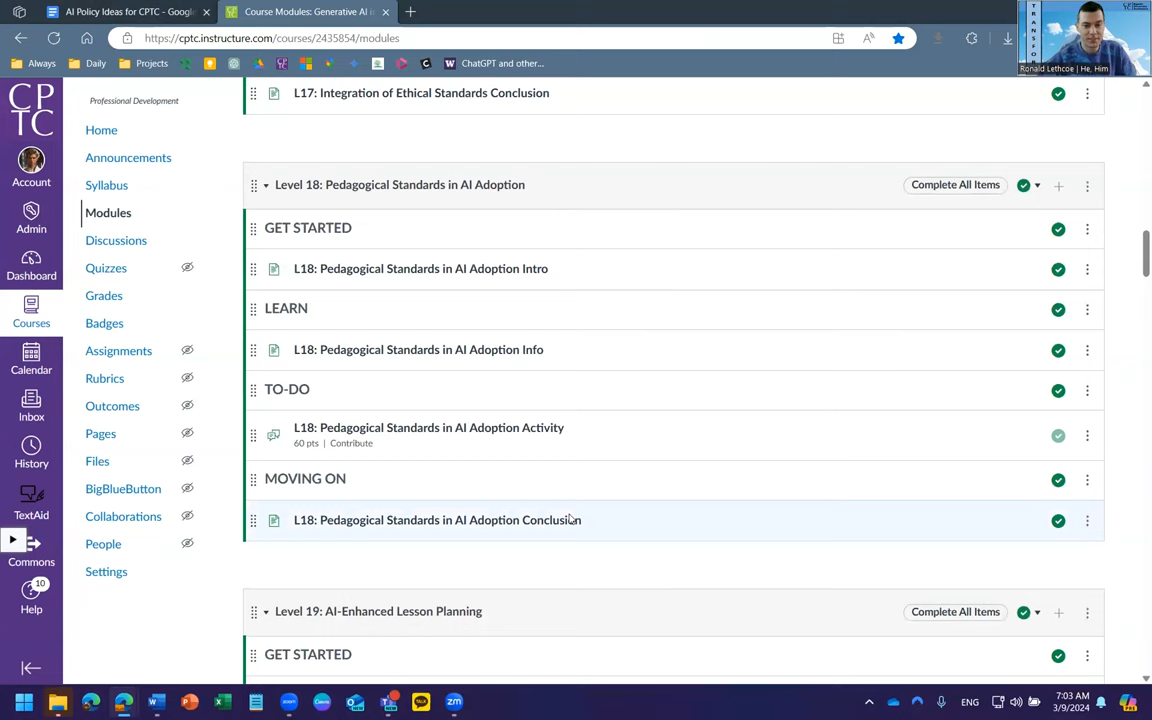 AI Policy Ideas for CPTC - Google
Course Modules: Generative AI i
https://cptc.instructure.com/courses/2435854/modules
Always
Daily
Projects
ChatGPT and other...
TRANSFO
Ronald Lethcoe | He, Him
CP
TC
Account
Admin
Dashboard
Courses
Calendar
Inbox
History
TextAid
Commons
10
Help
Professional Development
Home
Announcements
Syllabus
Modules
Discussions
Quizzes
Grades
Badges
Assignments
Rubrics
Outcomes
Pages
Files
BigBlueButton
Collaborations
People
Settings
L17: Integration of Ethical Standards Conclusion
Level 18: Pedagogical Standards in AI Adoption
Complete All Items
GET STARTED
L18: Pedagogical Standards in AI Adoption Intro
LEARN
L18: Pedagogical Standards in AI Adoption Info
TO-DO
L18: Pedagogical Standards in AI Adoption Activity
60 pts | Contribute
MOVING ON
L18: Pedagogical Standards in AI Adoption Conclusion
Level 19: AI-Enhanced Lesson Planning
Complete All Items
GET STARTED
ENG
7:03 AM
3/9/2024